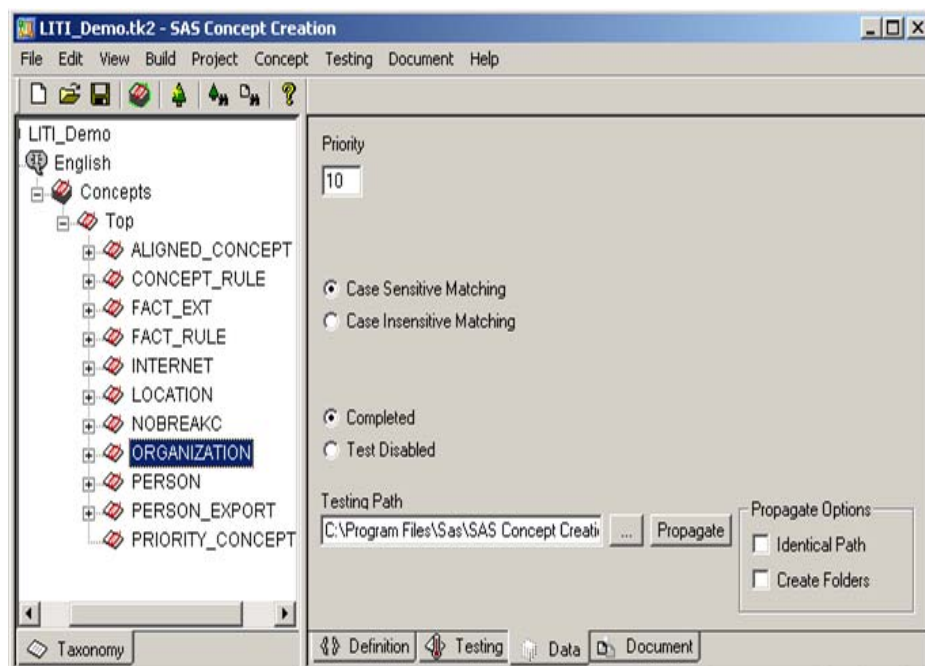 LITI_Demo.tk2 - SAS Concept Creation
File Edit View Build Project Concept Testing Document Help
LITI_Demo
English
Concepts
Top
ALIGNED_CONCEPT
CONCEPT_RULE
FACT_EXT
FACT_RULE
INTERNET
LOCATION
NOBREAKC
ORGANIZATION
PERSON
PERSON_EXPORT
PRIORITY_CONCEPT
Taxonomy
Priority
10
Case Sensitive Matching
Case Insensitive Matching
Completed
Test Disabled
Testing Path
C:\Program Files\Sas\SAS Concept Creati
... Propagate
Propagate Options
Identical Path
Create Folders
Definition Testing Data Document